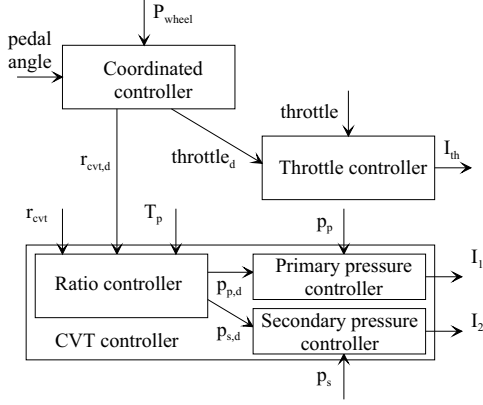 P_wheel
pedal
angle
Coordinated
controller
throttle
r_cvt,d
throttle_d
Throttle controller
I_th
r_cvt
T_p
p_p
Ratio controller
p_p,d
Primary pressure
controller
I_1
CVT controller
p_s,d
Secondary pressure
controller
I_2
p_s